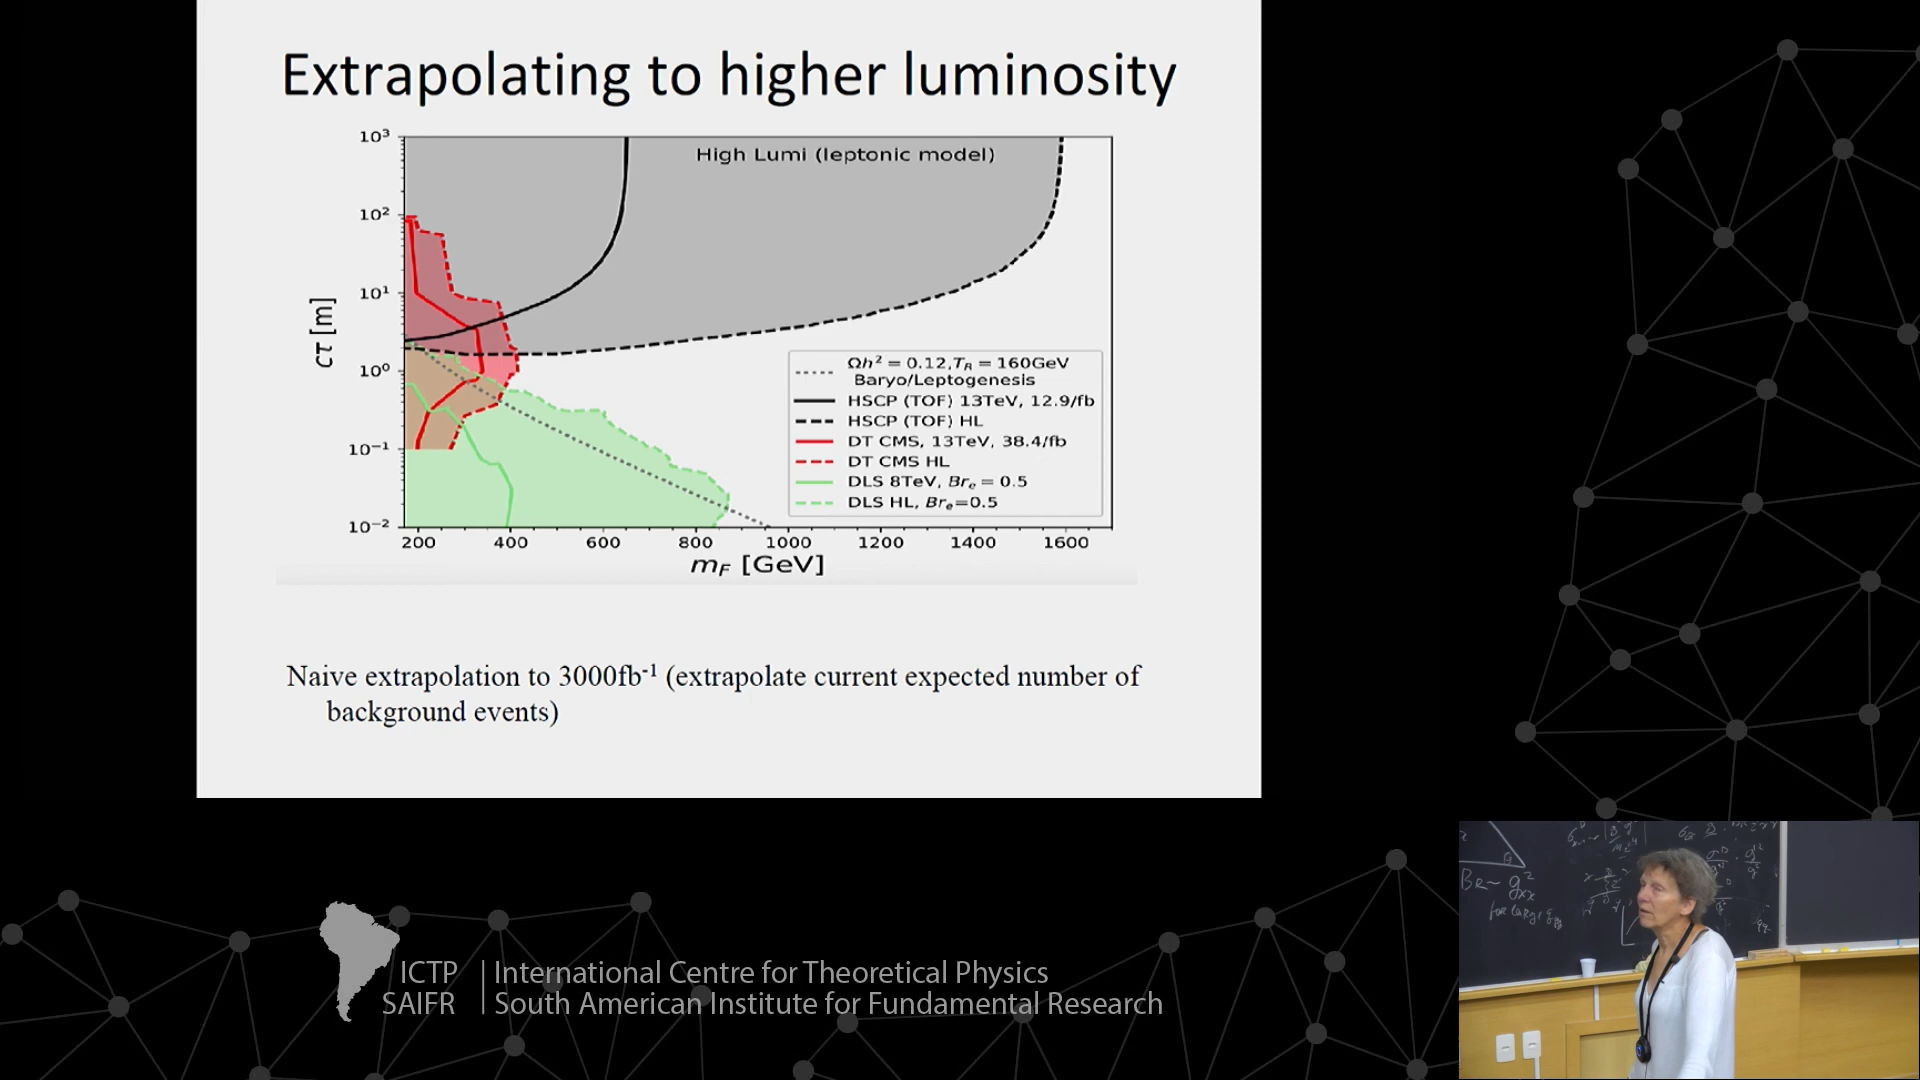 Extrapolating to higher luminosity
High Lumi (leptonic model)
10³
10²
10¹
10⁰
10⁻¹
10⁻²
cτ [m]
Ωh² = 0.12,T_R = 160GeV
Baryo/Leptogenesis
HSCP (TOF) 13TeV, 12.9/fb
HSCP (TOF) HL
DT CMS, 13TeV, 38.4/fb
DT CMS HL
DLS 8TeV, Br_e = 0.5
DLS HL, Br_e=0.5
200 400 600 800 1000 1200 1400 1600
m_F [GeV]
Naive extrapolation to 3000fb⁻¹ (extrapolate current expected number of
background events)
ICTP
SAIFR
International Centre for Theoretical Physics
South American Institute for Fundamental Research